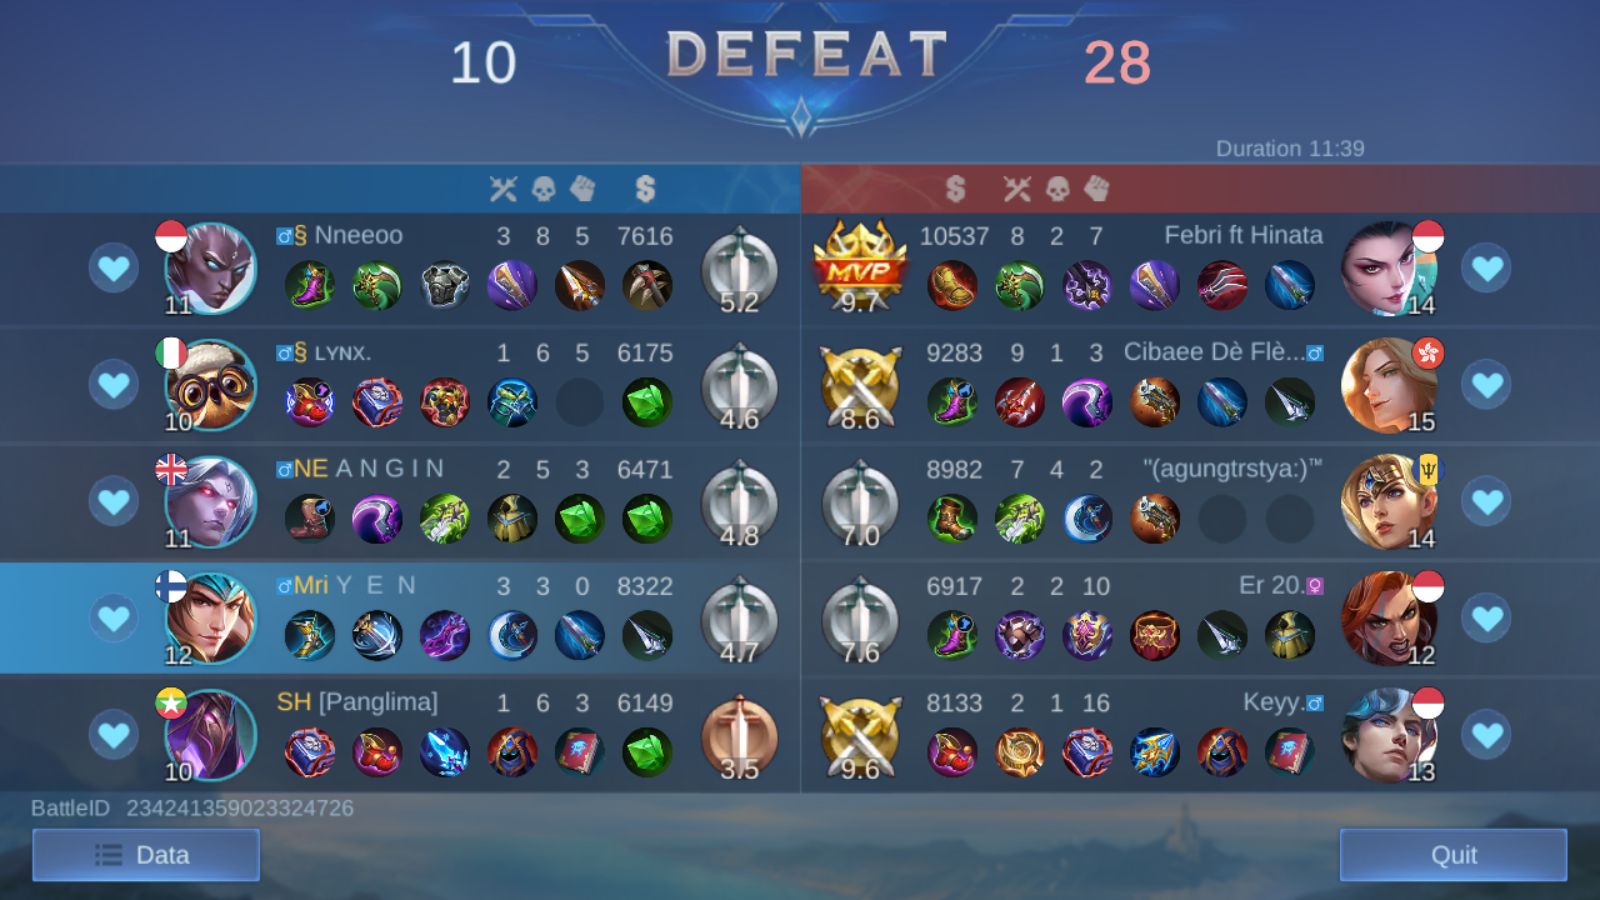 10 DEFEAT 28
Duration 11:39
§ Nneeoo 3 8 5 7616
11 5.2
MVP 10537 8 2 7 Febri ft Hinata
9.7 14
§ LYNX. 1 6 5 6175
10 4.6
9283 9 1 3 Cibaee Dè Flè...
8.6 15
NE A N G I N 2 5 3 6471
11 4.8
8982 7 4 2 "(agungtrstya:)™
7.0 14
Mri Y E N 3 3 0 8322
12 4.7
6917 2 2 10 Er 20.
7.6 12
SH [Panglima] 1 6 3 6149
10 3.5
8133 2 1 16 Keyy.
9.6 13
BattleID 234241359023324726
Data
Quit